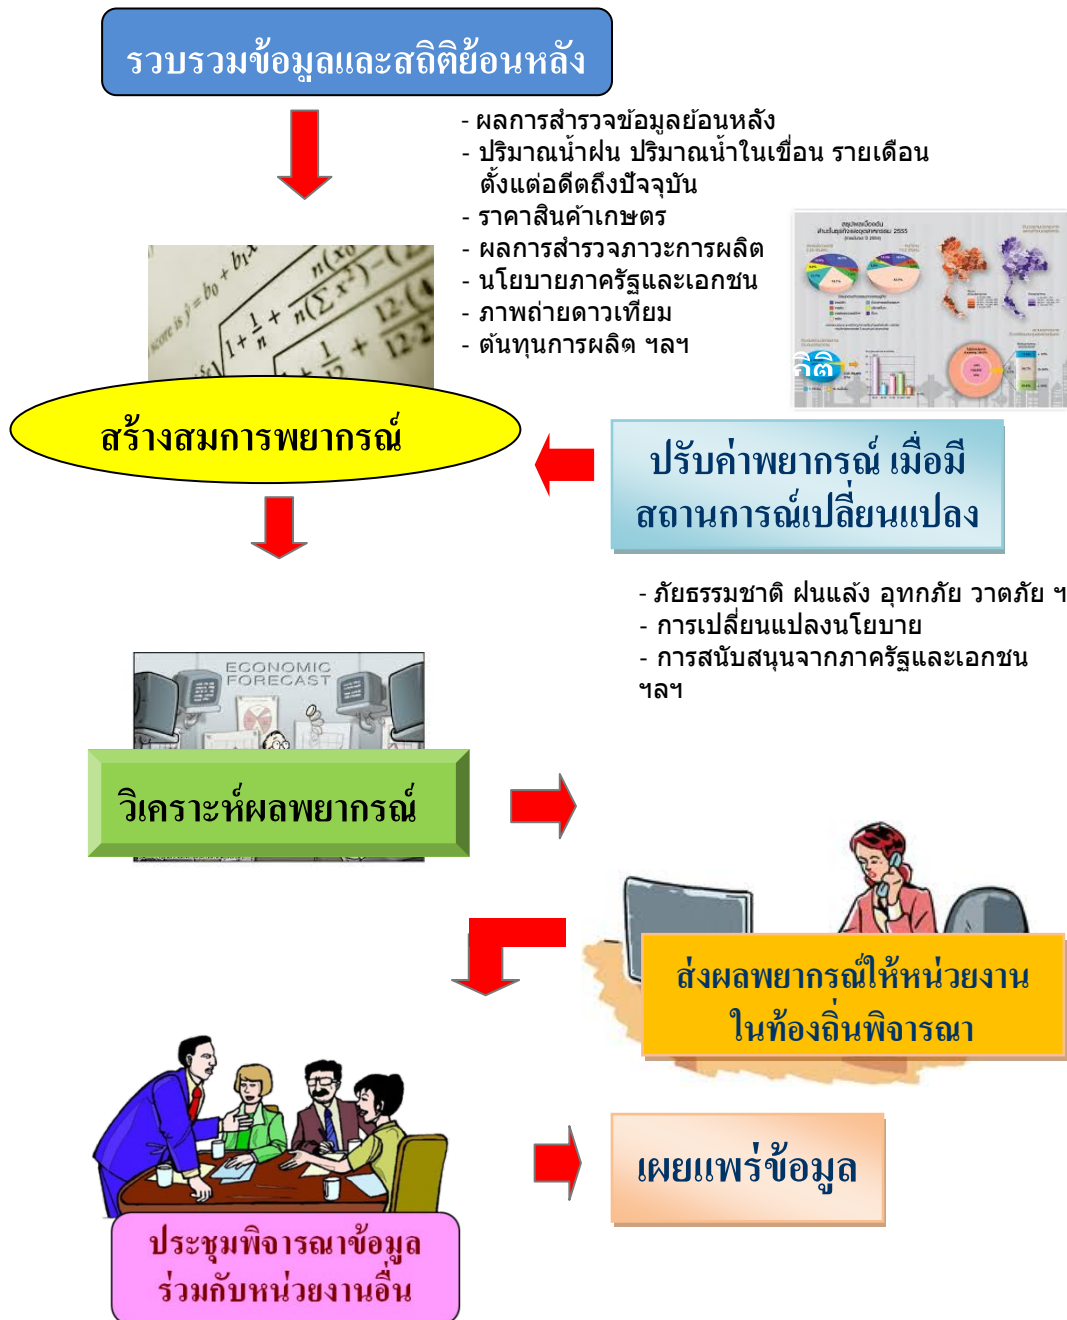 รวบรวมข้อมูลและสถิติย้อนหลัง
- ผลการสำรวจข้อมูลย้อนหลัง
- ปริมาณน้ำฝน ปริมาณน้ำในเขื่อน รายเดือน
ตั้งแต่อดีตถึงปัจจุบัน
- ราคาสินค้าเกษตร
- ผลการสำรวจภาวะการผลิต
- นโยบายภาครัฐและเอกชน
- ภาพถ่ายดาวเทียม
- ต้นทุนการผลิต ฯลฯ
สร้างสมการพยากรณ์
ปรับค่าพยากรณ์ เมื่อมี
สถานการณ์เปลี่ยนแปลง
- ภัยธรรมชาติ ฝนแล้ง อุทกภัย วาตภัย ฯ
- การเปลี่ยนแปลงนโยบาย
- การสนับสนุนจากภาครัฐและเอกชน
ฯลฯ
ECONOMIC
FORECAST
วิเคราะห์ผลพยากรณ์
ส่งผลพยากรณ์ให้หน่วยงาน
ในท้องถิ่นพิจารณา
เผยแพร่ข้อมูล
ประชุมพิจารณาข้อมูล
ร่วมกับหน่วยงานอื่น